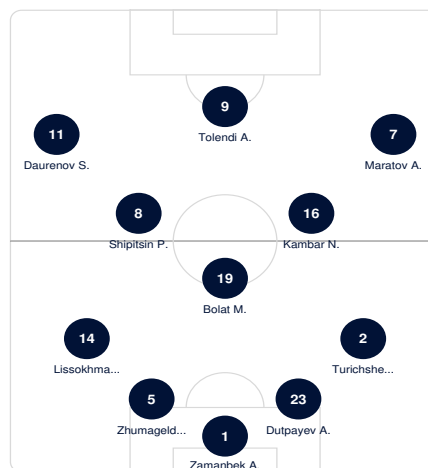 9
Tolendi A.
11
Daurenov S.
7
Maratov A.
8
Shipitsin P.
16
Kambar N.
19
Bolat M.
14
Lissokhma...
2
Turichshe...
5
Zhumageld...
23
Dutpayev A.
1
Zamanbek A.